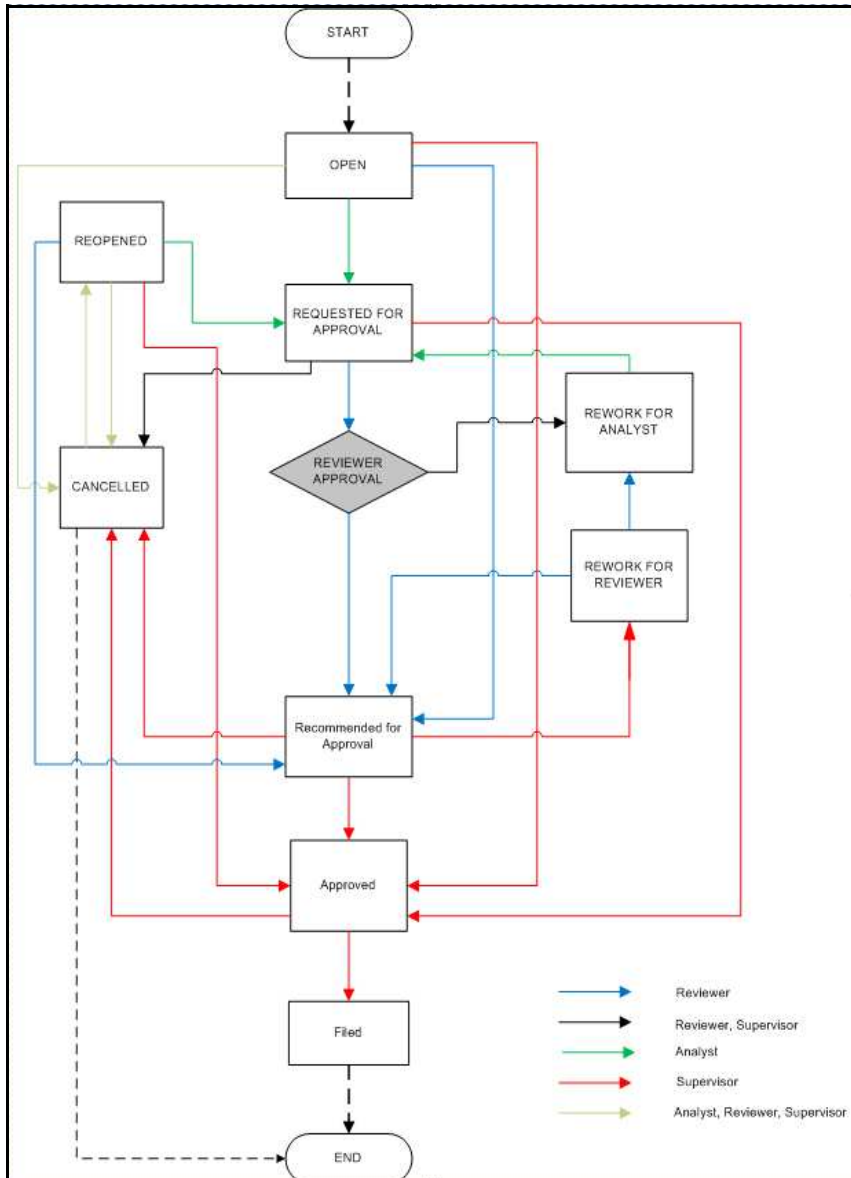 START
OPEN
REOPENED
REQUESTED FOR
APPROVAL
REWORK FOR
ANALYST
REVIEWER
APPROVAL
CANCELLED
REWORK FOR
REVIEWER
Recommended for
Approval
Approved
Filed
END
Reviewer
Reviewer, Supervisor
Analyst
Supervisor
Analyst, Reviewer, Supervisor